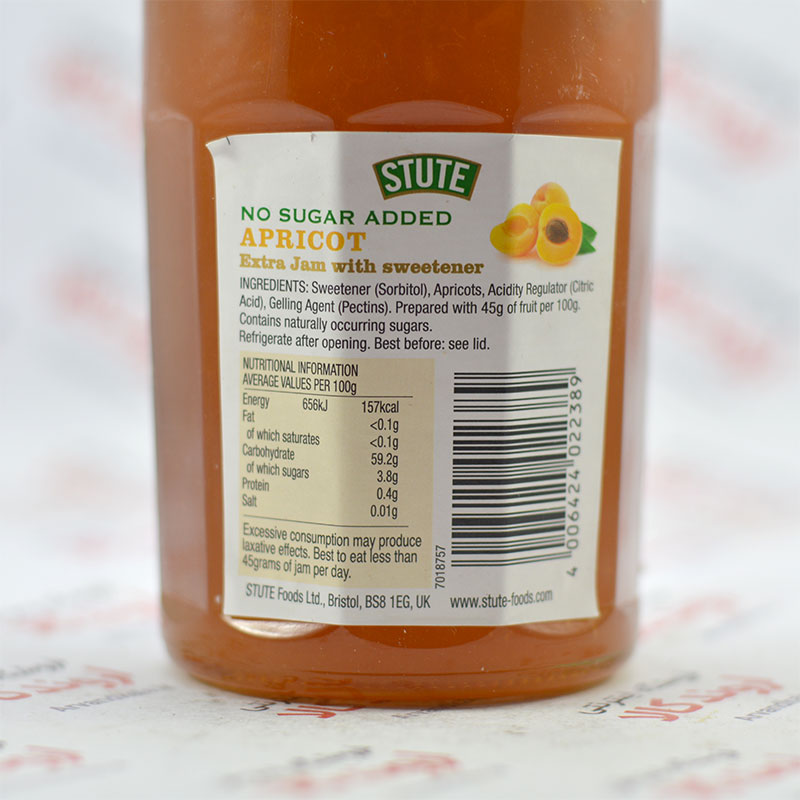 STUTE
NO SUGAR ADDED
APRICOT
Extra Jam with sweetener
INGREDIENTS: Sweetener (Sorbitol), Apricots, Acidity Regulator (Citric
Acid), Gelling Agent (Pectins). Prepared with 45g of fruit per 100g.
Contains naturally occurring sugars.
Refrigerate after opening. Best before: see lid.
NUTRITIONAL INFORMATION
AVERAGE VALUES PER 100g
Energy 656kJ 157kcal
Fat <0.1g
of which saturates <0.1g
Carbohydrate 59.2g
of which sugars 3.8g
Protein 0.4g
Salt 0.01g
Excessive consumption may produce
laxative effects. Best to eat less than
45grams of jam per day.
7018757
4 006424 022389
STUTE Foods Ltd., Bristol, BS8 1EG, UK www.stute-foods.com